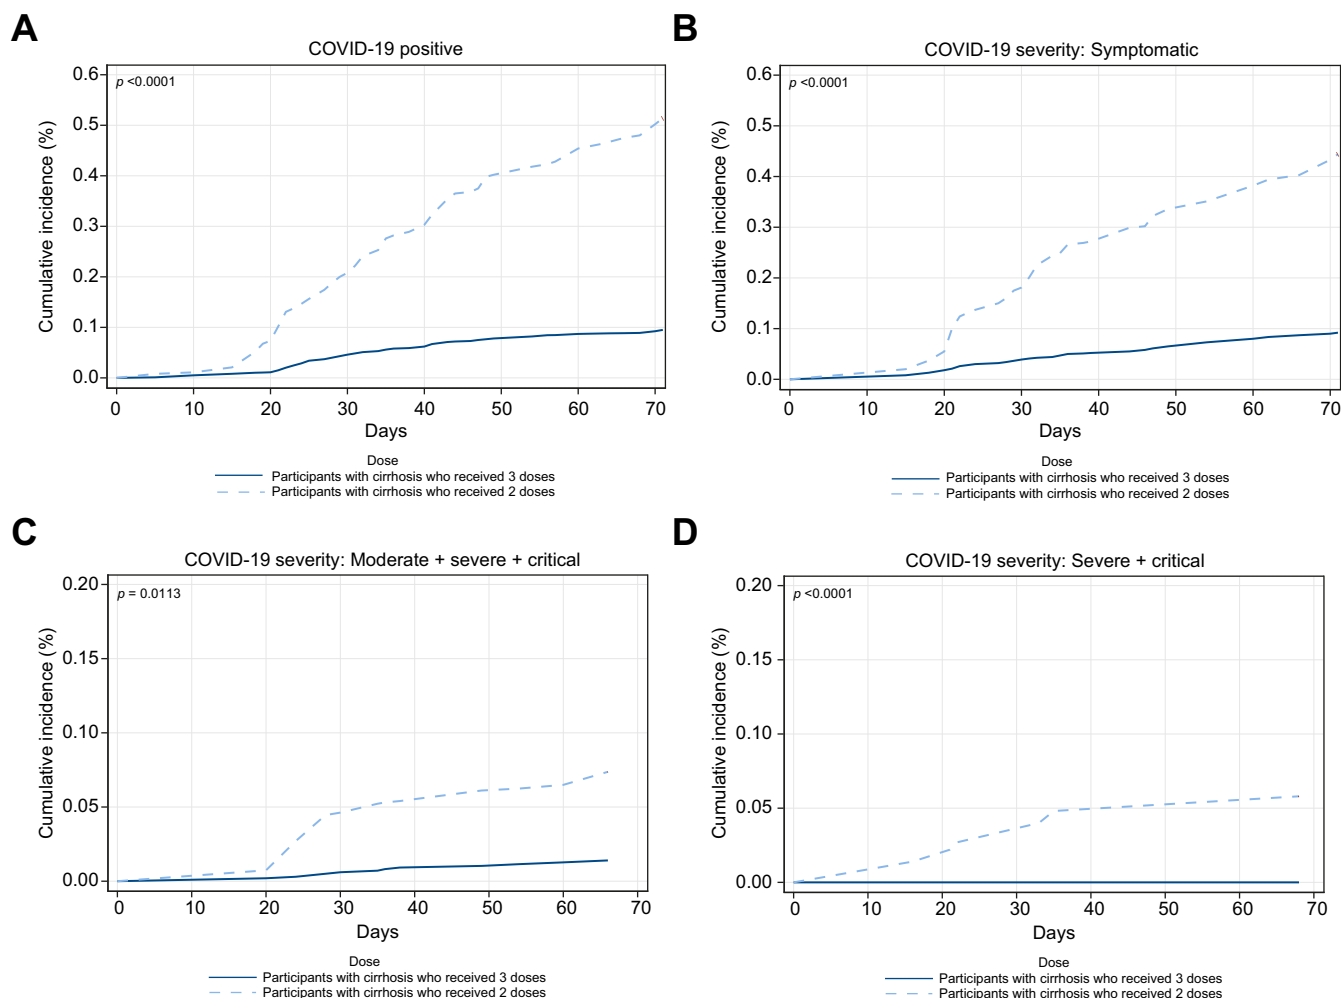 A
COVID-19 positive
p <0.0001
Cumulative incidence (%)
0.6
0.5
0.4
0.3
0.2
0.1
0.0
0 10 20 30 40 50 60 70
Days
Dose
Participants with cirrhosis who received 3 doses
Participants with cirrhosis who received 2 doses
B
COVID-19 severity: Symptomatic
p <0.0001
Cumulative incidence (%)
0.6
0.5
0.4
0.3
0.2
0.1
0.0
0 10 20 30 40 50 60 70
Days
Dose
Participants with cirrhosis who received 3 doses
Participants with cirrhosis who received 2 doses
C
COVID-19 severity: Moderate + severe + critical
p = 0.0113
Cumulative incidence (%)
0.20
0.15
0.10
0.05
0.00
0 10 20 30 40 50 60 70
Days
Dose
Participants with cirrhosis who received 3 doses
Participants with cirrhosis who received 2 doses
D
COVID-19 severity: Severe + critical
p <0.0001
Cumulative incidence (%)
0.20
0.15
0.10
0.05
0.00
0 10 20 30 40 50 60 70
Days
Dose
Participants with cirrhosis who received 3 doses
Participants with cirrhosis who received 2 doses